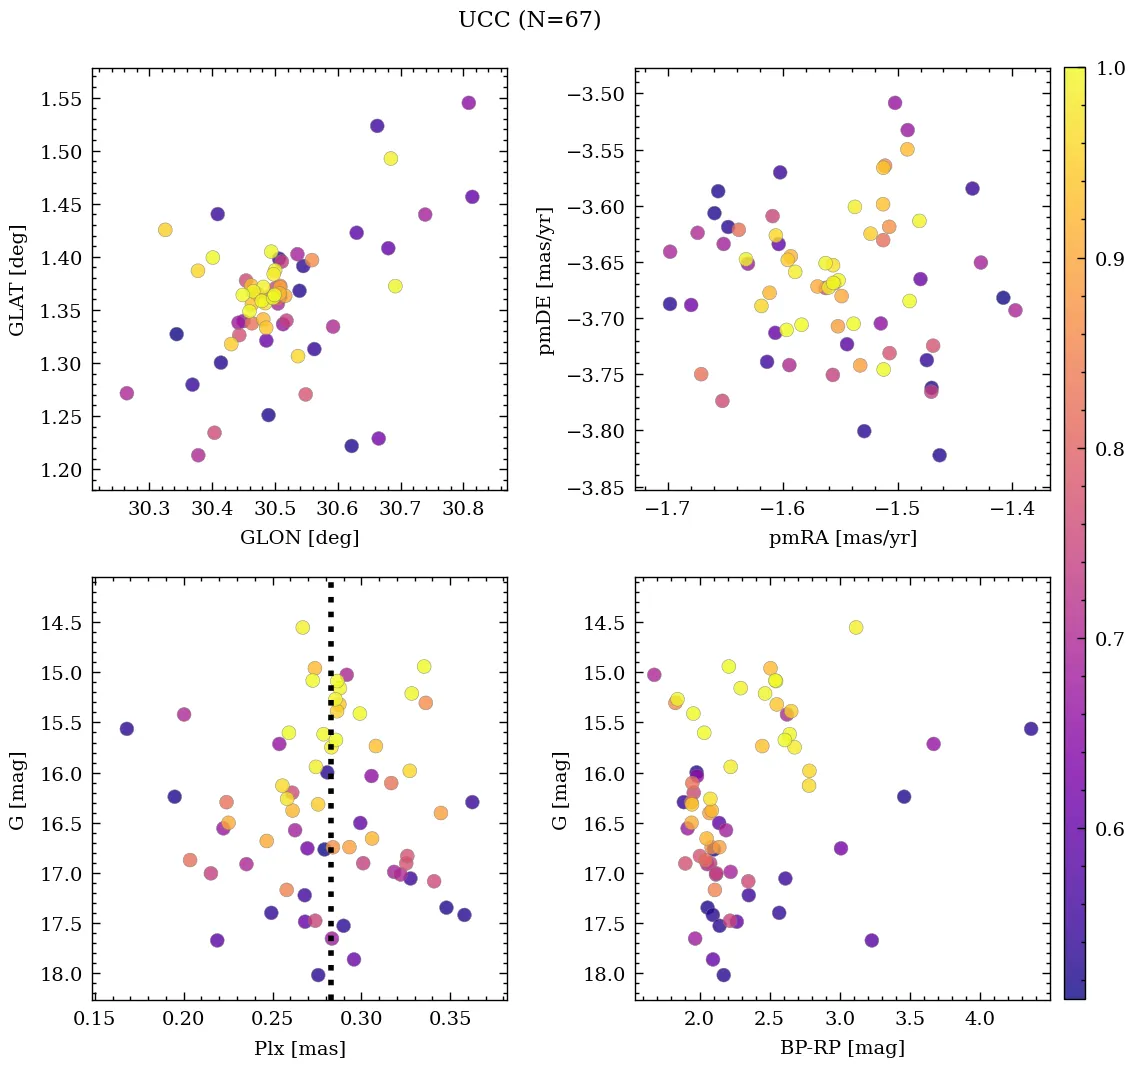 UCC (N=67)
1.55
1.50
1.45
1.40
1.35
1.30
1.25
1.20
GLAT [deg]
30.3 30.4 30.5 30.6 30.7 30.8
GLON [deg]
−3.50
−3.55
−3.60
−3.65
−3.70
−3.75
−3.80
−3.85
pmDE [mas/yr]
−1.7 −1.6 −1.5 −1.4
pmRA [mas/yr]
1.0
0.9
0.8
0.7
0.6
14.5
15.0
15.5
16.0
16.5
17.0
17.5
18.0
G [mag]
0.15 0.20 0.25 0.30 0.35
Plx [mas]
14.5
15.0
15.5
16.0
16.5
17.0
17.5
18.0
G [mag]
2.0 2.5 3.0 3.5 4.0
BP-RP [mag]